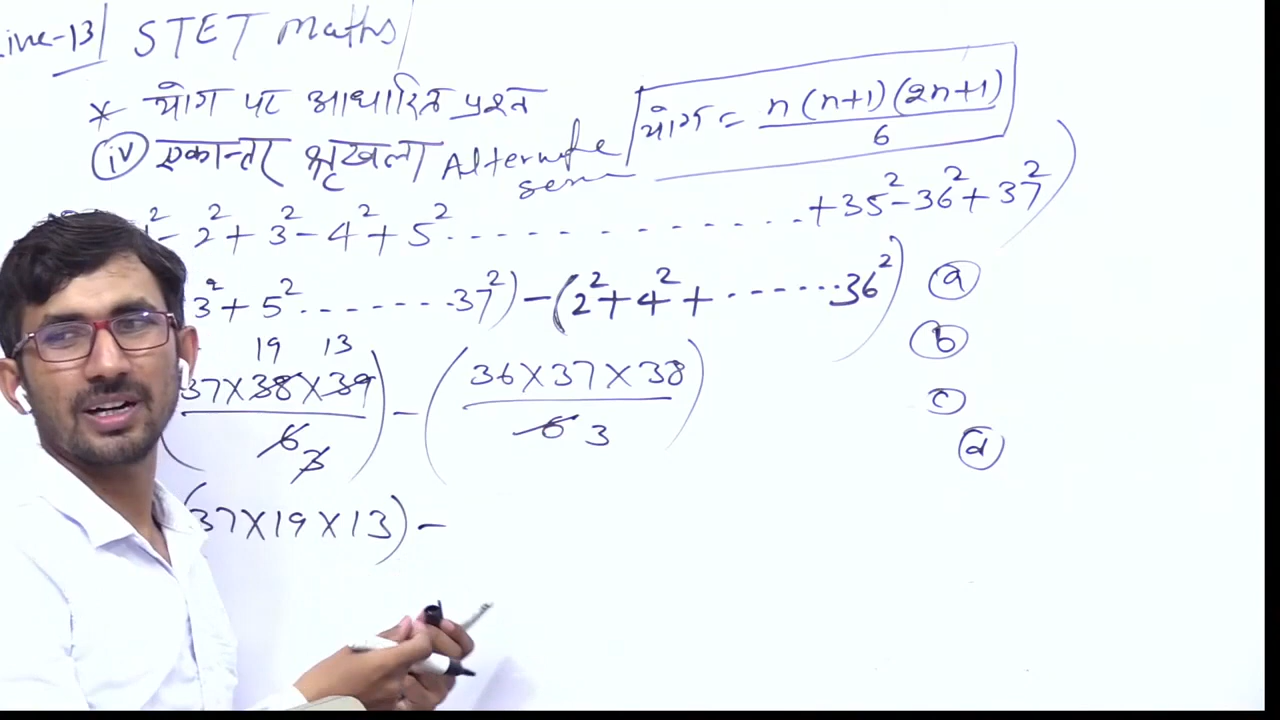 ine-13| STET Maths
* योग पर आधारित प्रश्न
योग = n(n+1)(2n+1) / 6
(iv) एकान्तर श्रृंखला Alternate
1² - 2² + 3² - 4² + 5² ............ +35² - 36² + 37²
3² + 5² ....... 37²) - (2² + 4² + ...... 36²) (a)
(b)
19 13
(37×38×39 / 6 2) - (36×37×38 / 6 3)
(c)
(d)
(37×19×13) -